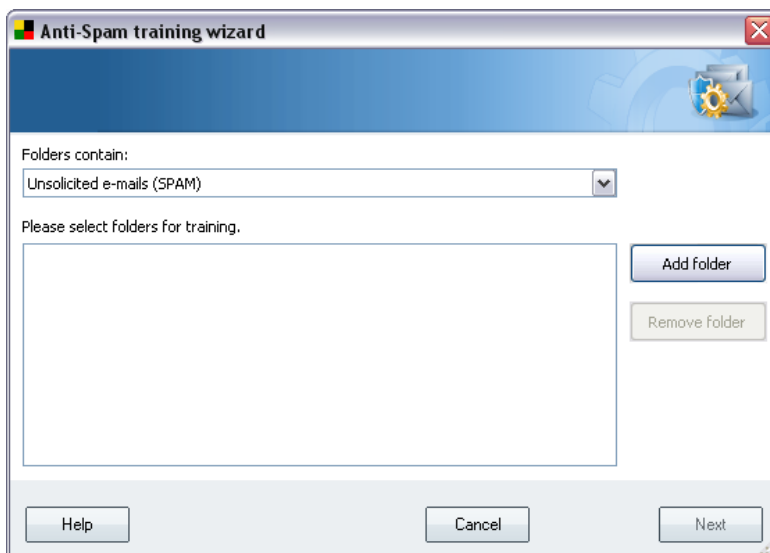 Anti-Spam training wizard
Folders contain:
Unsolicited e-mails (SPAM)
Please select folders for training.
Add folder
Remove folder
Help
Cancel
Next